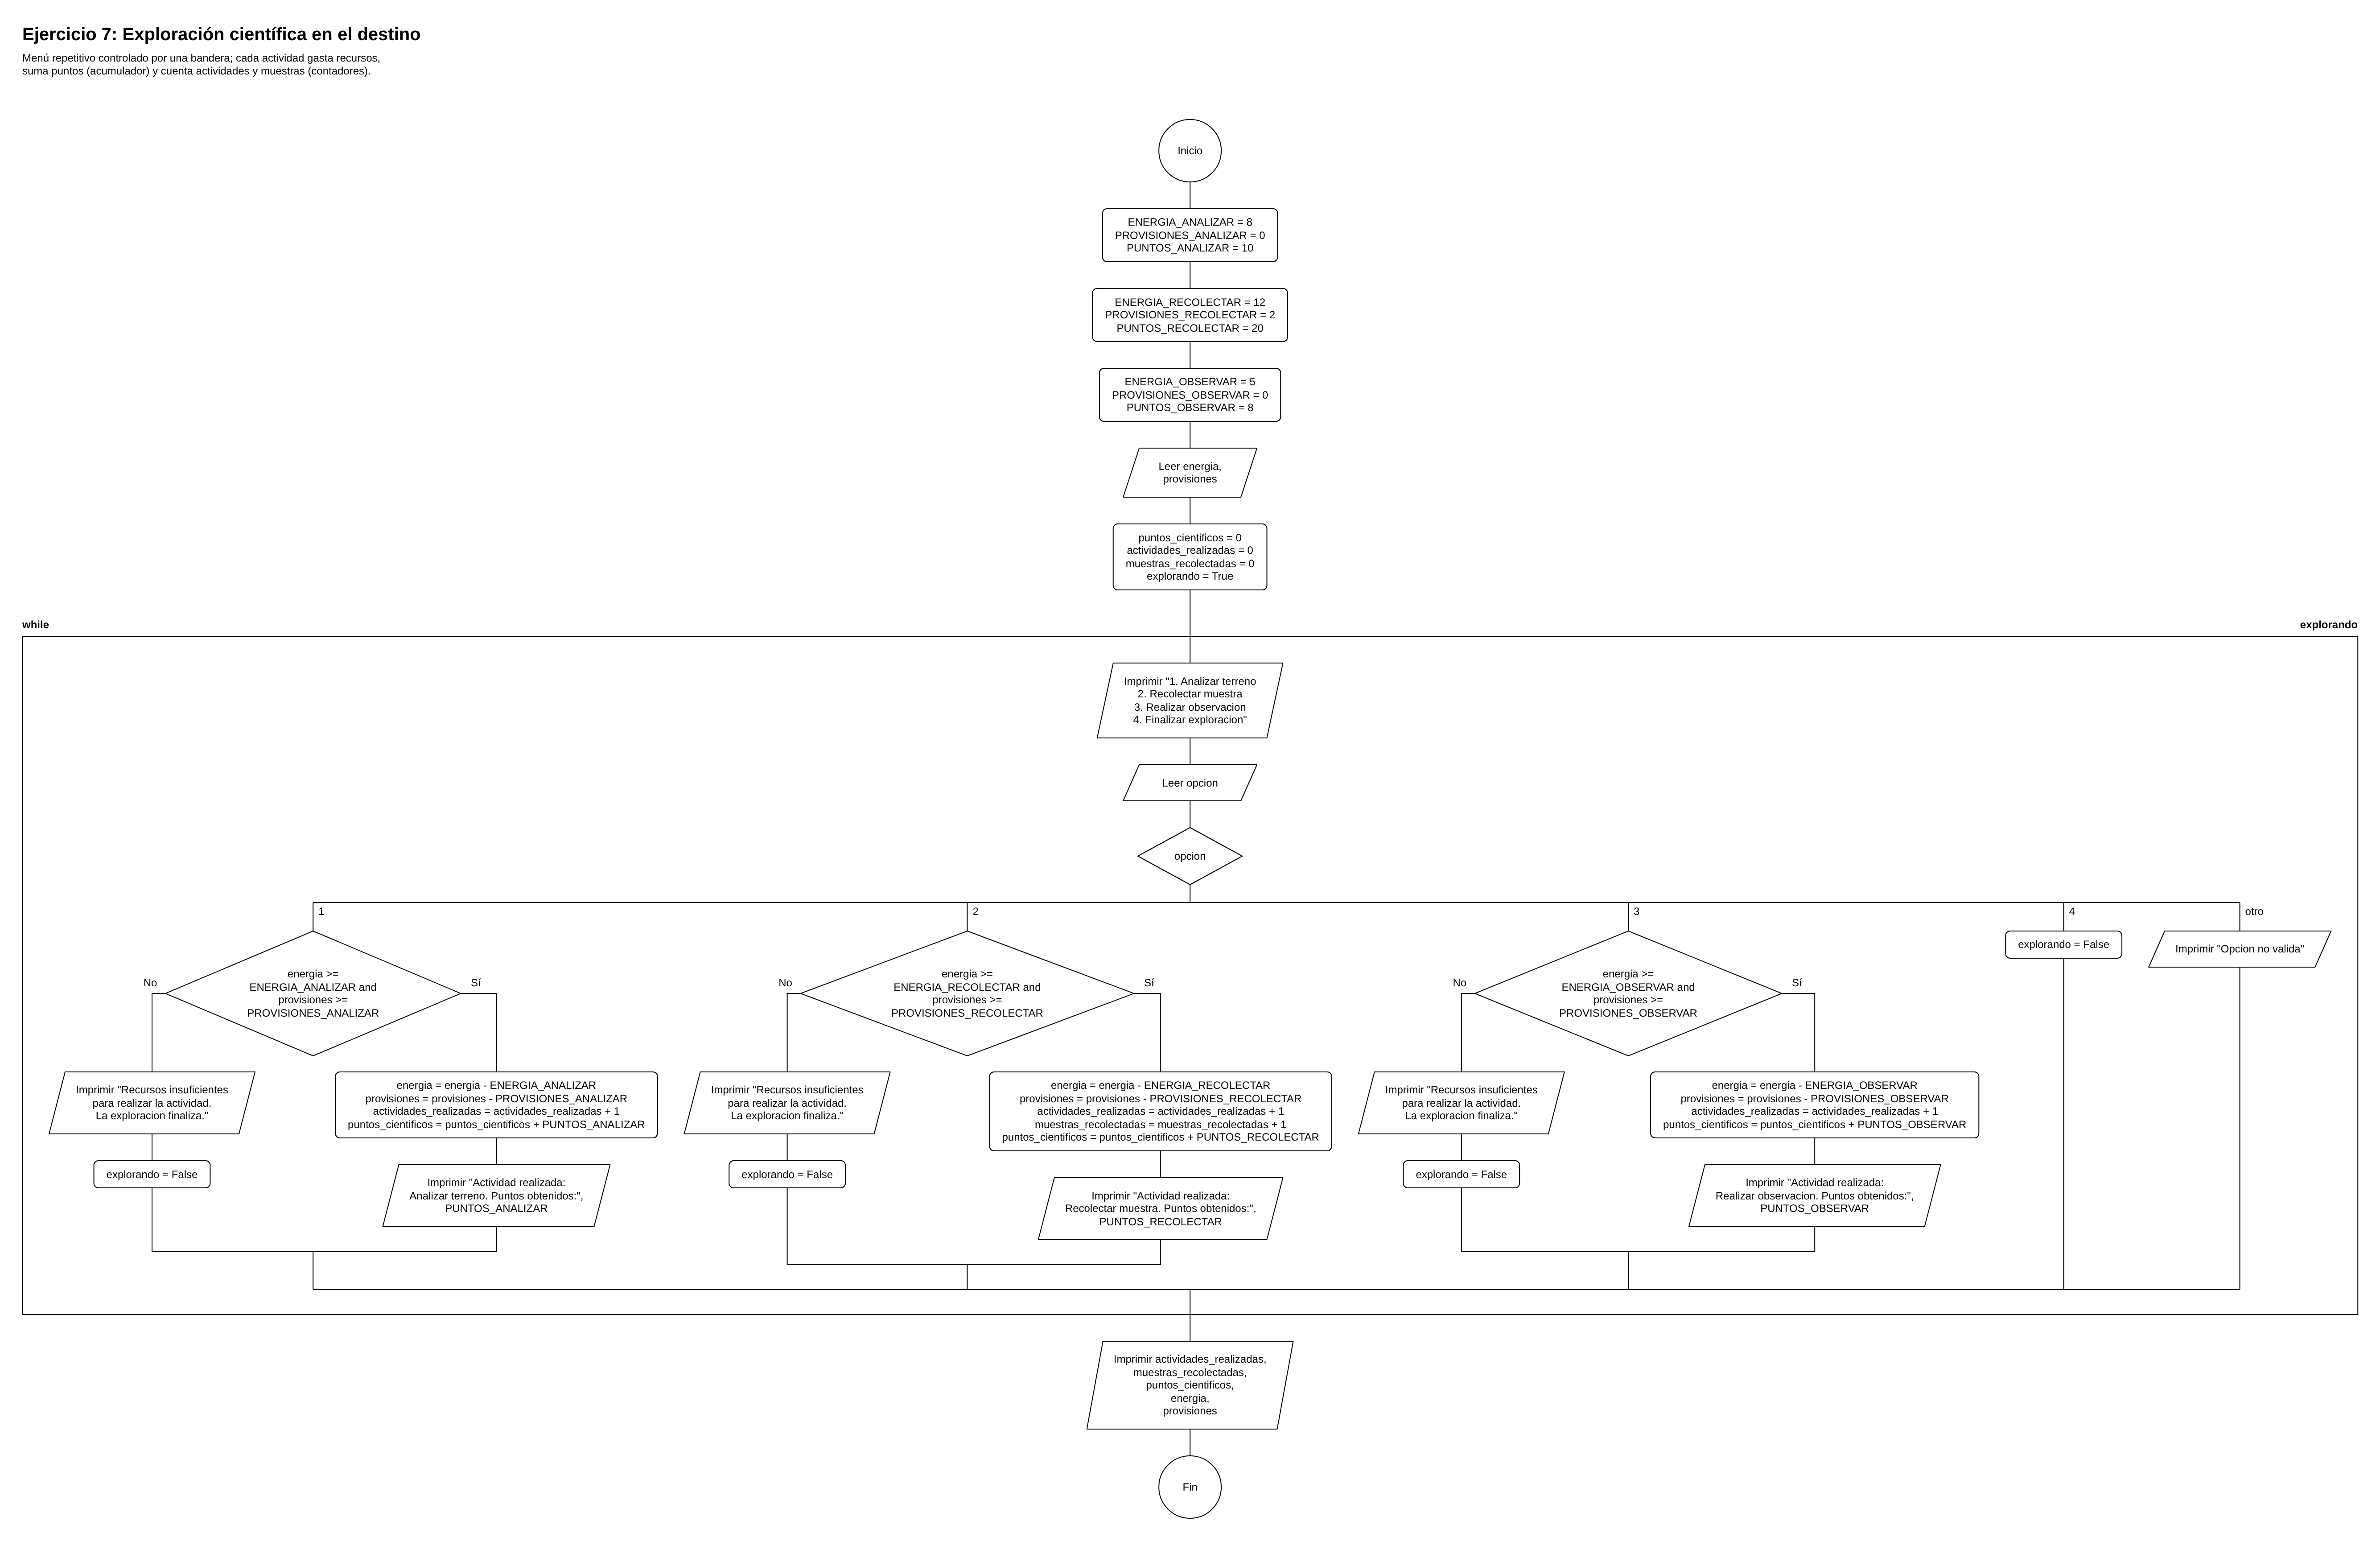 Ejercicio 7: Exploración científica en el destino
Menú repetitivo controlado por una bandera; cada actividad gasta recursos,
suma puntos (acumulador) y cuenta actividades y muestras (contadores).
Inicio
ENERGIA_ANALIZAR = 8
PROVISIONES_ANALIZAR = 0
PUNTOS_ANALIZAR = 10
ENERGIA_RECOLECTAR = 12
PROVISIONES_RECOLECTAR = 2
PUNTOS_RECOLECTAR = 20
ENERGIA_OBSERVAR = 5
PROVISIONES_OBSERVAR = 0
PUNTOS_OBSERVAR = 8
Leer energia,
provisiones
puntos_cientificos = 0
actividades_realizadas = 0
muestras_recolectadas = 0
explorando = True
while
explorando
Imprimir "1. Analizar terreno
2. Recolectar muestra
3. Realizar observacion
4. Finalizar exploracion"
Leer opcion
opcion
1
energia >=
ENERGIA_ANALIZAR and
provisiones >=
PROVISIONES_ANALIZAR
No
Sí
Imprimir "Recursos insuficientes
para realizar la actividad.
La exploracion finaliza."
explorando = False
energia = energia - ENERGIA_ANALIZAR
provisiones = provisiones - PROVISIONES_ANALIZAR
actividades_realizadas = actividades_realizadas + 1
puntos_cientificos = puntos_cientificos + PUNTOS_ANALIZAR
Imprimir "Actividad realizada:
Analizar terreno. Puntos obtenidos:",
PUNTOS_ANALIZAR
2
energia >=
ENERGIA_RECOLECTAR and
provisiones >=
PROVISIONES_RECOLECTAR
No
Sí
Imprimir "Recursos insuficientes
para realizar la actividad.
La exploracion finaliza."
explorando = False
energia = energia - ENERGIA_RECOLECTAR
provisiones = provisiones - PROVISIONES_RECOLECTAR
actividades_realizadas = actividades_realizadas + 1
muestras_recolectadas = muestras_recolectadas + 1
puntos_cientificos = puntos_cientificos + PUNTOS_RECOLECTAR
Imprimir "Actividad realizada:
Recolectar muestra. Puntos obtenidos:",
PUNTOS_RECOLECTAR
3
energia >=
ENERGIA_OBSERVAR and
provisiones >=
PROVISIONES_OBSERVAR
No
Sí
Imprimir "Recursos insuficientes
para realizar la actividad.
La exploracion finaliza."
explorando = False
energia = energia - ENERGIA_OBSERVAR
provisiones = provisiones - PROVISIONES_OBSERVAR
actividades_realizadas = actividades_realizadas + 1
puntos_cientificos = puntos_cientificos + PUNTOS_OBSERVAR
Imprimir "Actividad realizada:
Realizar observacion. Puntos obtenidos:",
PUNTOS_OBSERVAR
4
explorando = False
otro
Imprimir "Opcion no valida"
Imprimir actividades_realizadas,
muestras_recolectadas,
puntos_cientificos,
energia,
provisiones
Fin